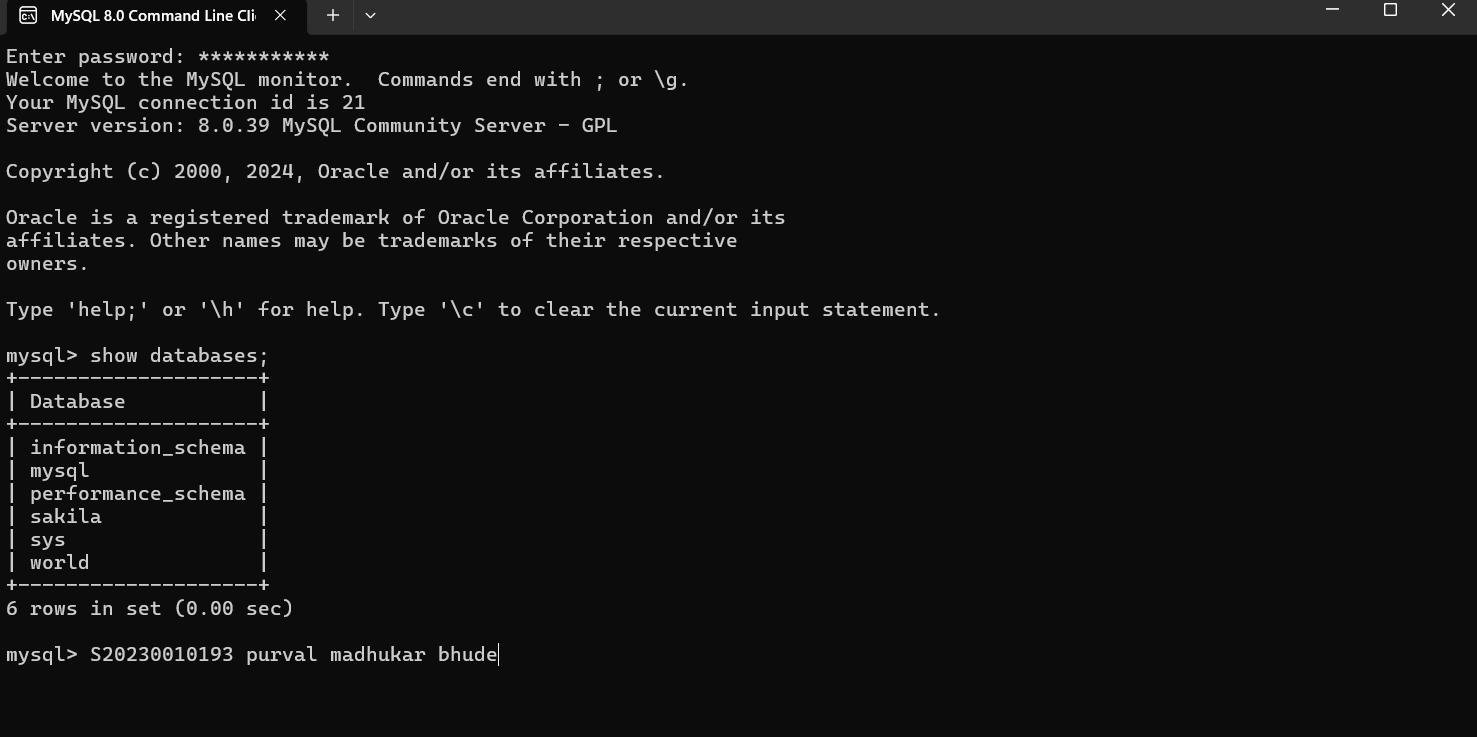 MySQL 8.0 Command Line Cli
Enter password: ***********
Welcome to the MySQL monitor.  Commands end with ; or \g.
Your MySQL connection id is 21
Server version: 8.0.39 MySQL Community Server - GPL
Copyright (c) 2000, 2024, Oracle and/or its affiliates.
Oracle is a registered trademark of Oracle Corporation and/or its
affiliates. Other names may be trademarks of their respective
owners.
Type 'help;' or '\h' for help. Type '\c' to clear the current input statement.
mysql> show databases;
+--------------------+
| Database           |
+--------------------+
| information_schema |
| mysql              |
| performance_schema |
| sakila             |
| sys                |
| world              |
+--------------------+
6 rows in set (0.00 sec)
mysql> S20230010193 purval madhukar bhude